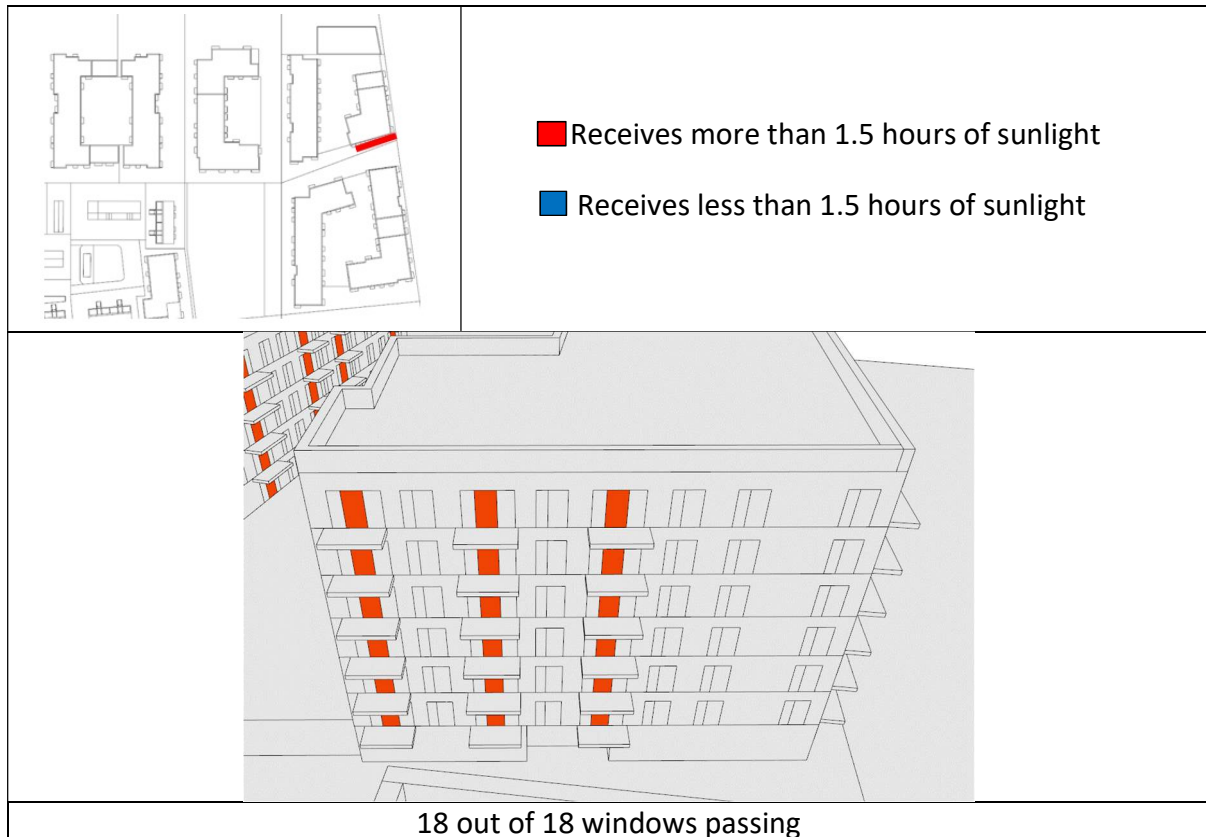 Receives more than 1.5 hours of sunlight
Receives less than 1.5 hours of sunlight
18 out of 18 windows passing